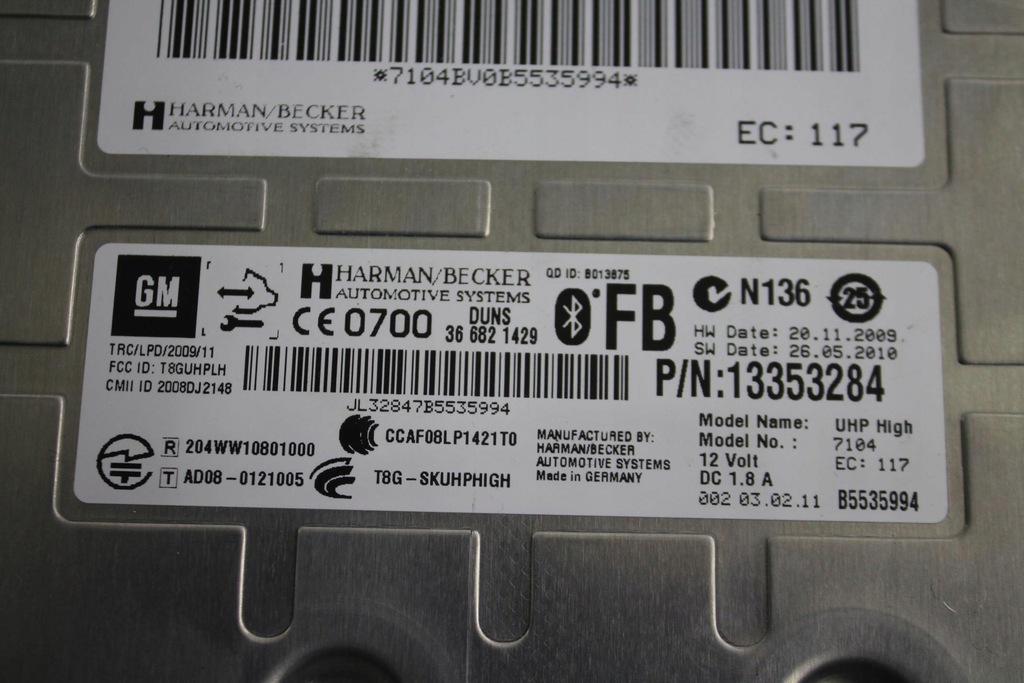 *7104BV0B5535994*
HARMAN/BECKER
AUTOMOTIVE SYSTEMS
EC: 117
GM
HARMAN/BECKER
AUTOMOTIVE SYSTEMS
CE 0700
DUNS
36 682 1429
QD ID: B013875
FB
N136
25
HW Date: 20.11.2009
SW Date: 26.05.2010
P/N:13353284
TRC/LPD/2009/11
FCC ID: T8GUHPLH
CMII ID 2008DJ2148
JL32847B5535994
R 204WW10801000
T AD08-0121005
CCAF08LP1421T0
T8G-SKUHPHIGH
MANUFACTURED BY:
HARMAN/BECKER
AUTOMOTIVE SYSTEMS
Made in GERMANY
Model Name: UHP High
Model No.: 7104
12 Volt EC: 117
DC 1.8 A
002 03.02.11 B5535994